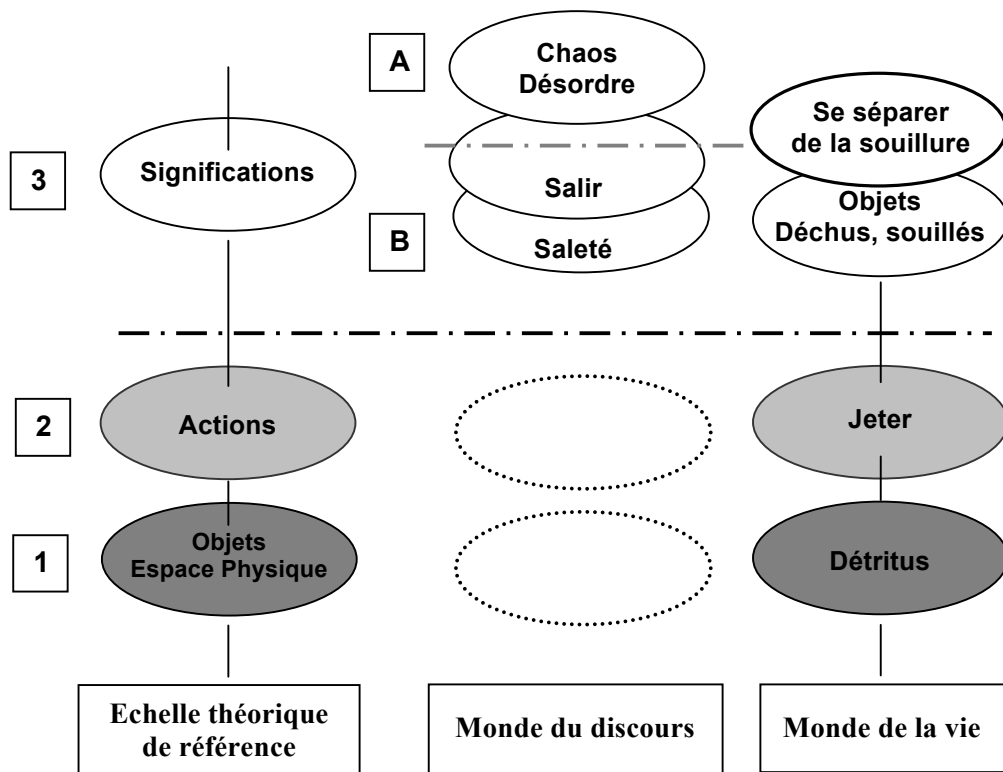 A
Chaos
Désordre
Se séparer
de la souillure
3
Significations
Salir
Objets
Déchus, souillés
B
Saleté
2
Actions
Jeter
1
Objets
Espace Physique
Détritus
Echelle théorique
de référence
Monde du discours
Monde de la vie